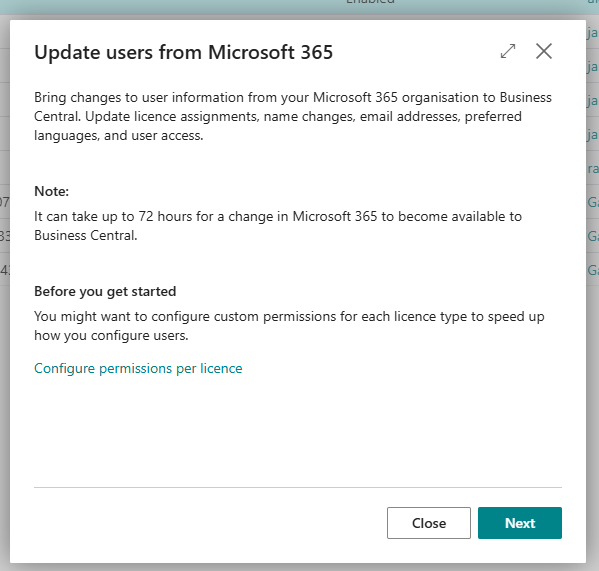 Enabled
Update users from Microsoft 365
Bring changes to user information from your Microsoft 365 organisation to Business
Central. Update licence assignments, name changes, email addresses, preferred
languages, and user access.
Note:
It can take up to 72 hours for a change in Microsoft 365 to become available to
Business Central.
Before you get started
You might want to configure custom permissions for each licence type to speed up
how you configure users.
Configure permissions per licence
Close
Next